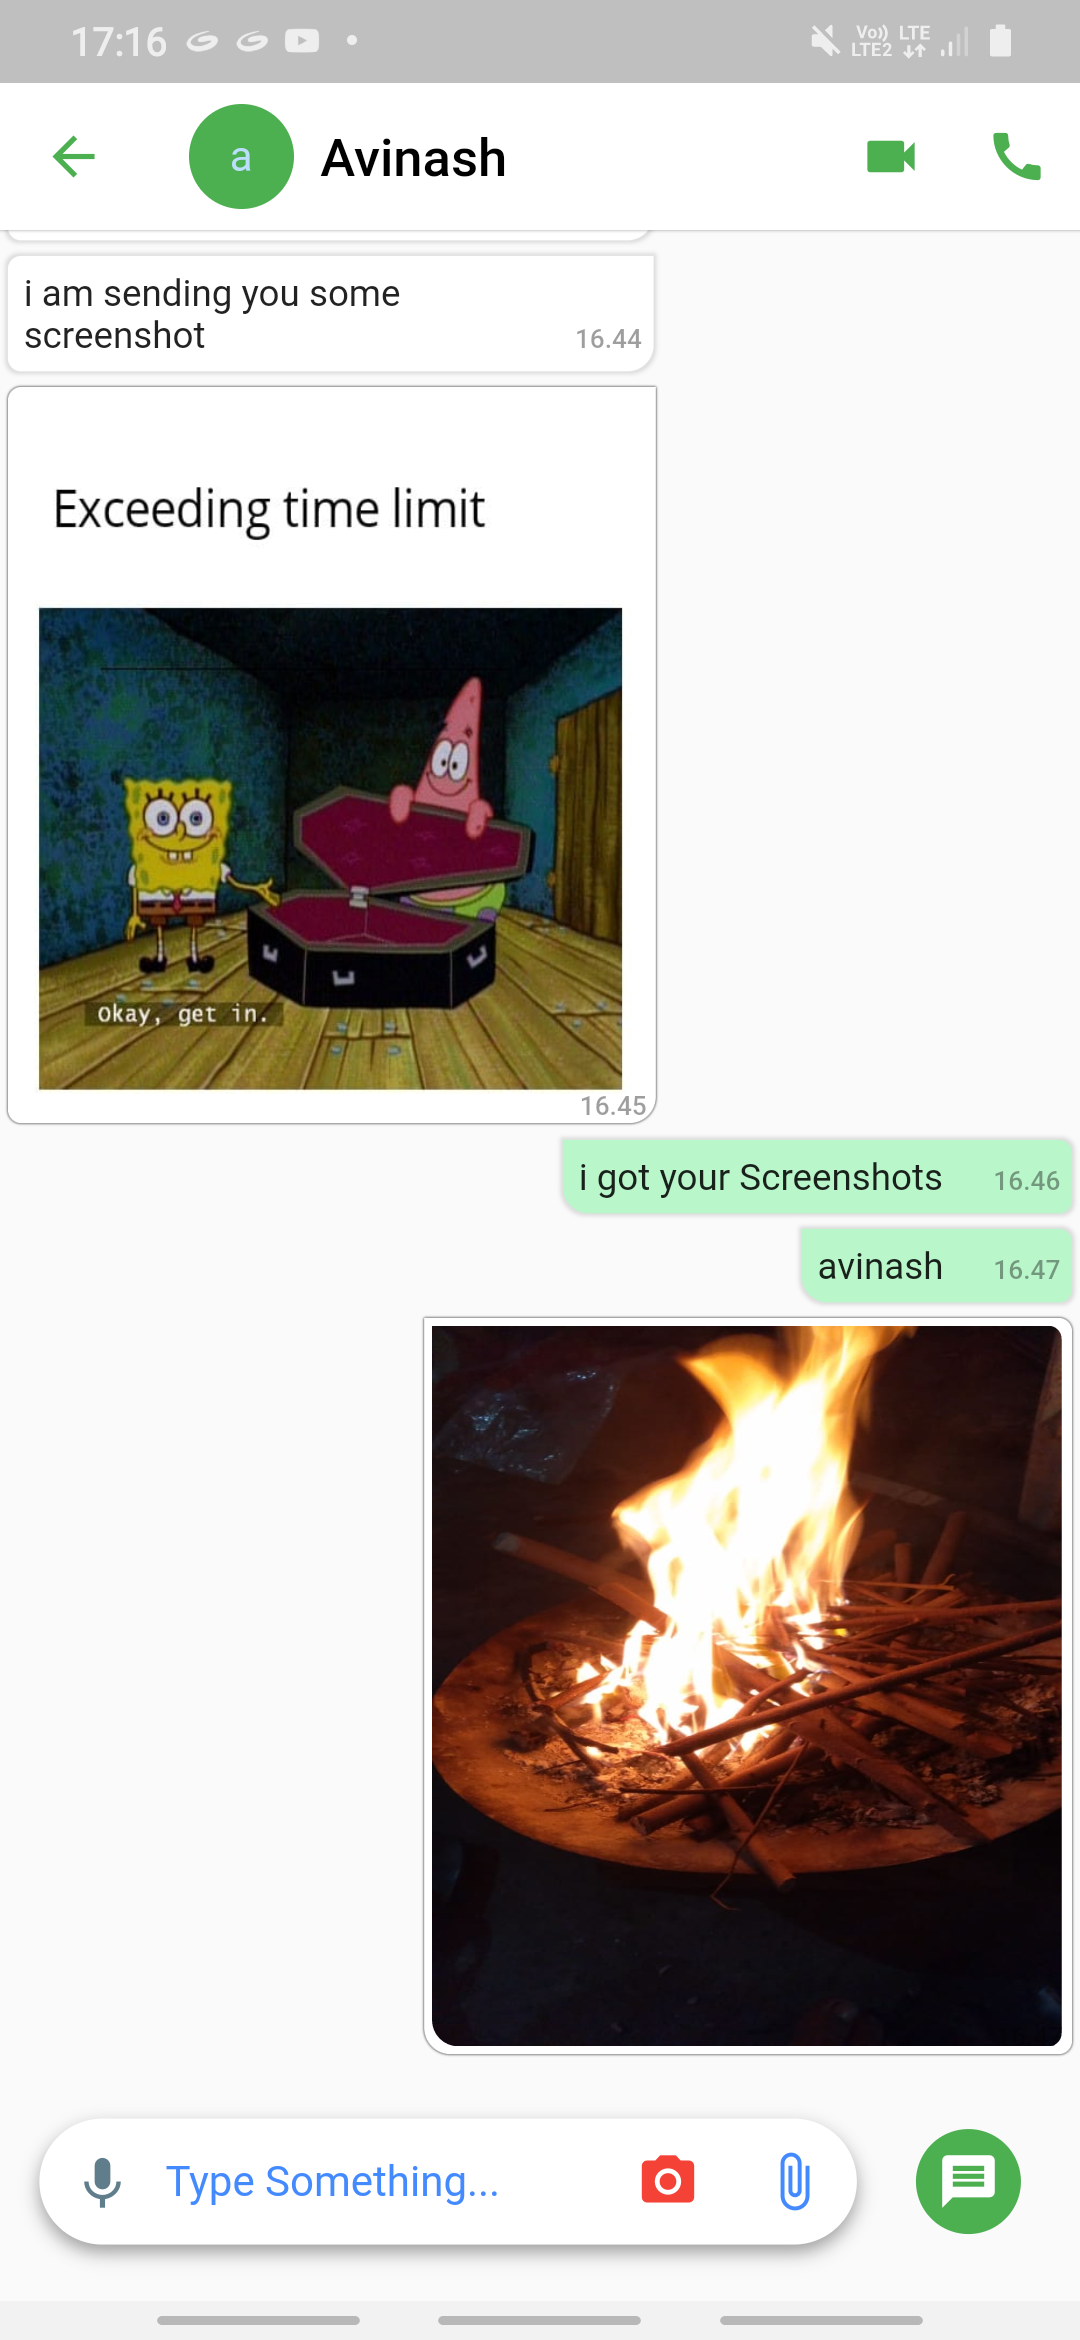 17:16
Vo)) LTE
LTE2
a
Avinash
i am sending you some
screenshot
16.44
Exceeding time limit
Okay, get in.
16.45
i got your Screenshots
16.46
avinash
16.47
Type Something...